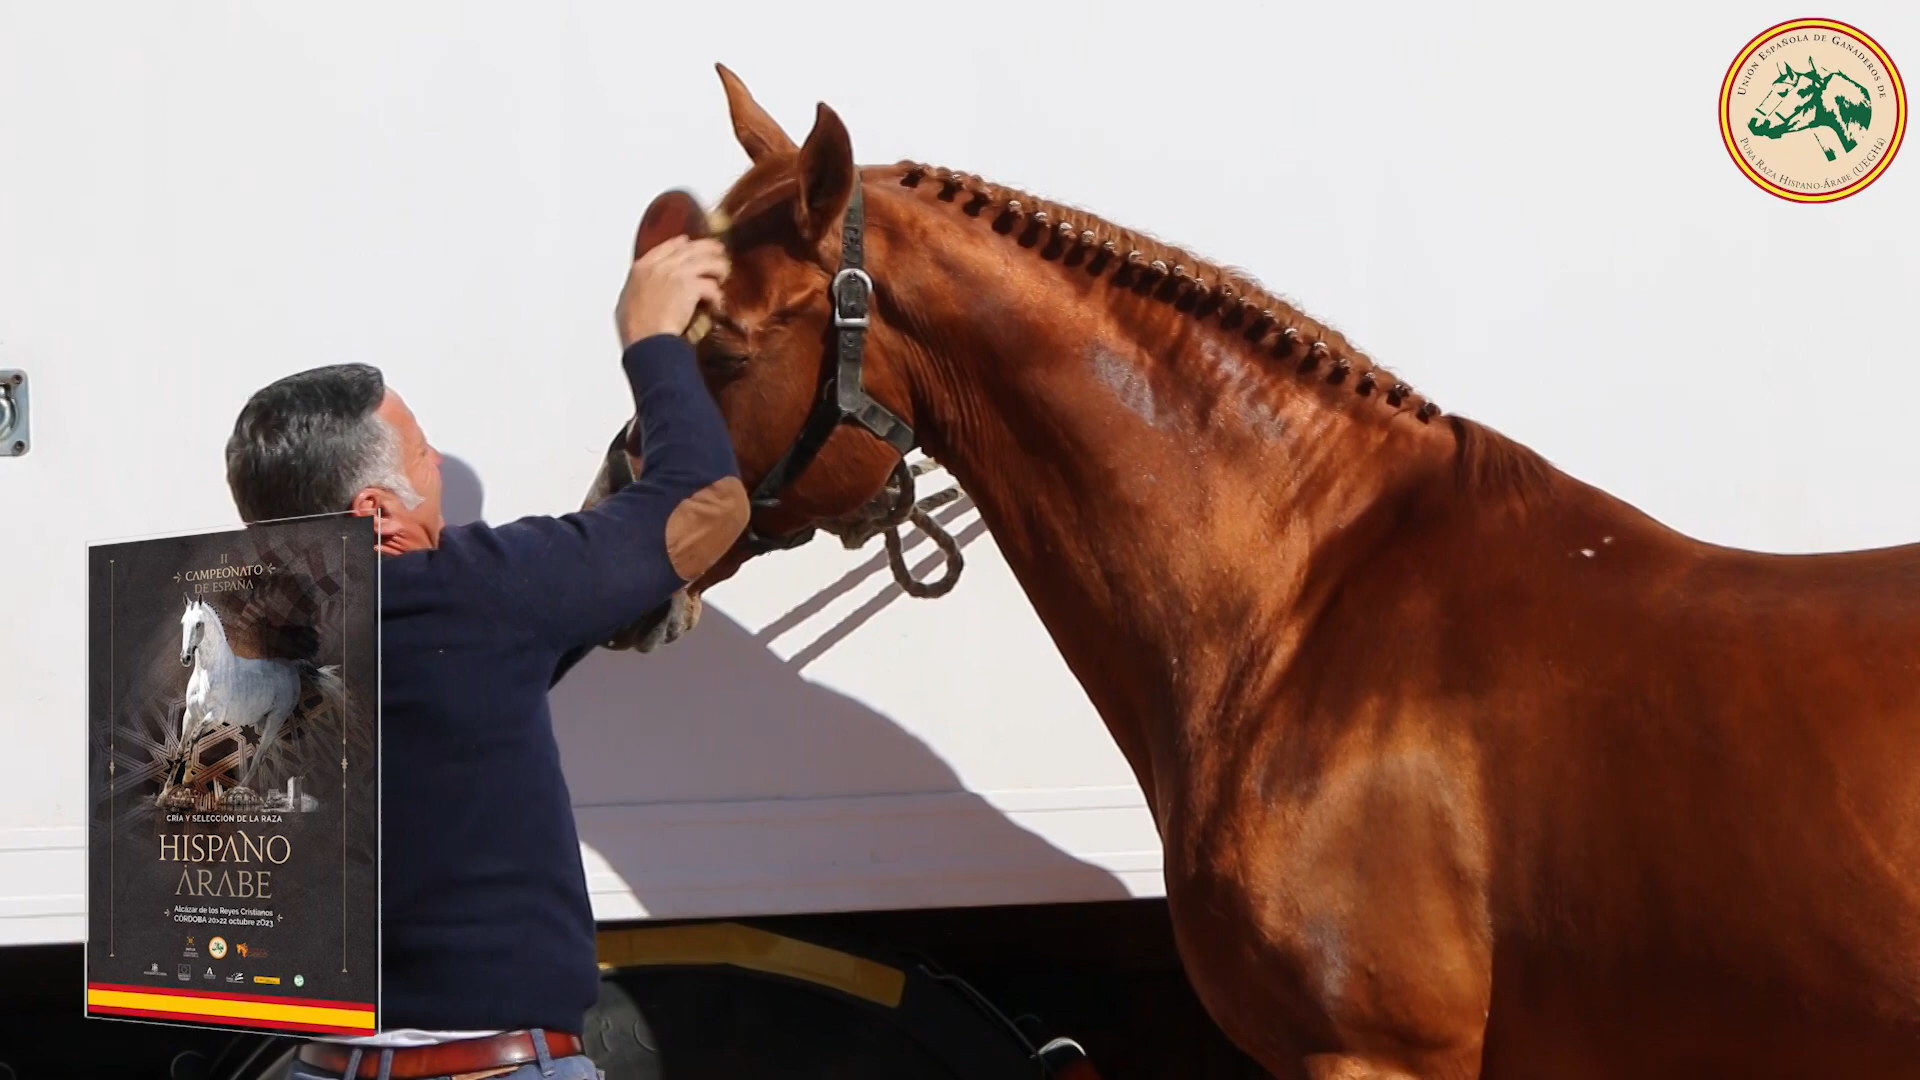 UNIÓN ESPAÑOLA DE GANADEROS DE
PURA RAZA HISPANO-ÁRABE (UEGHá)
II
CAMPEONATO
DE ESPAÑA
CRÍA Y SELECCIÓN DE LA RAZA
HISPANO
ÁRABE
Alcázar de los Reyes Cristianos
CÓRDOBA 20>22 octubre 2023